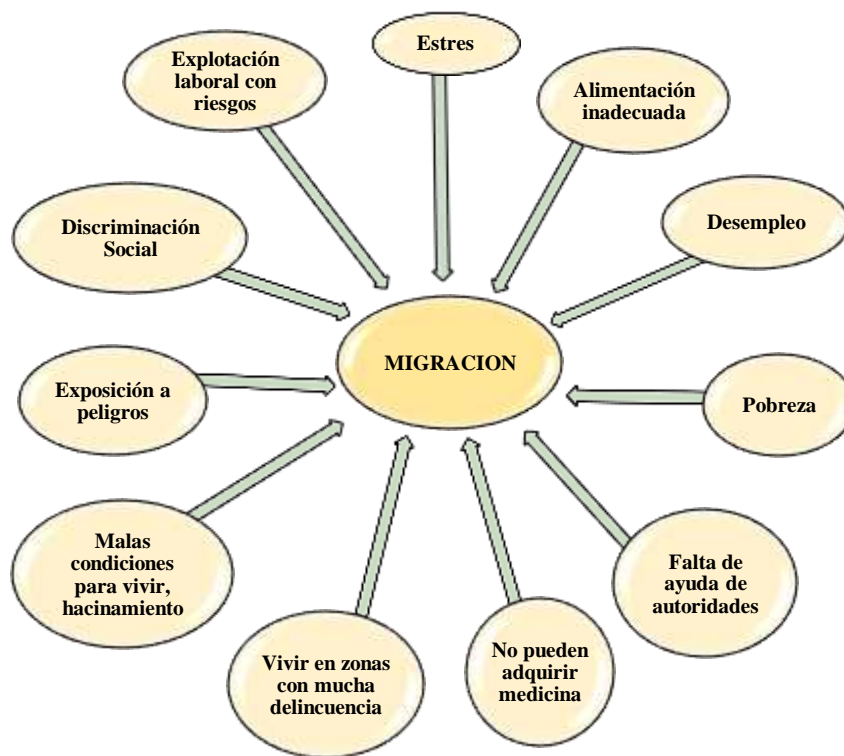 Estres
Explotación
laboral con
riesgos
Alimentación
inadecuada
Discriminación
Social
Desempleo
MIGRACION
Exposición a
peligros
Pobreza
Malas
condiciones
para vivir,
hacinamiento
Falta de
ayuda de
autoridades
Vivir en zonas
con mucha
delincuencia
No pueden
adquirir
medicina